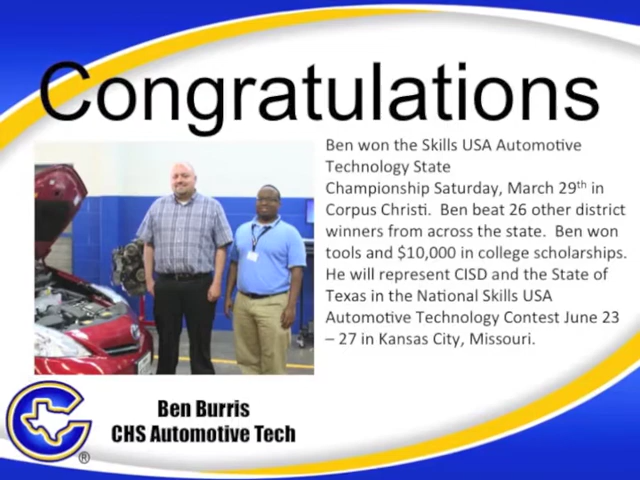 Congratulations
Ben won the Skills USA Automotive
Technology State
Championship Saturday, March 29th in
Corpus Christi.  Ben beat 26 other district
winners from across the state.  Ben won
tools and $10,000 in college scholarships.
He will represent CISD and the State of
Texas in the National Skills USA
Automotive Technology Contest June 23
– 27 in Kansas City, Missouri.
Ben Burris
CHS Automotive Tech
C
®